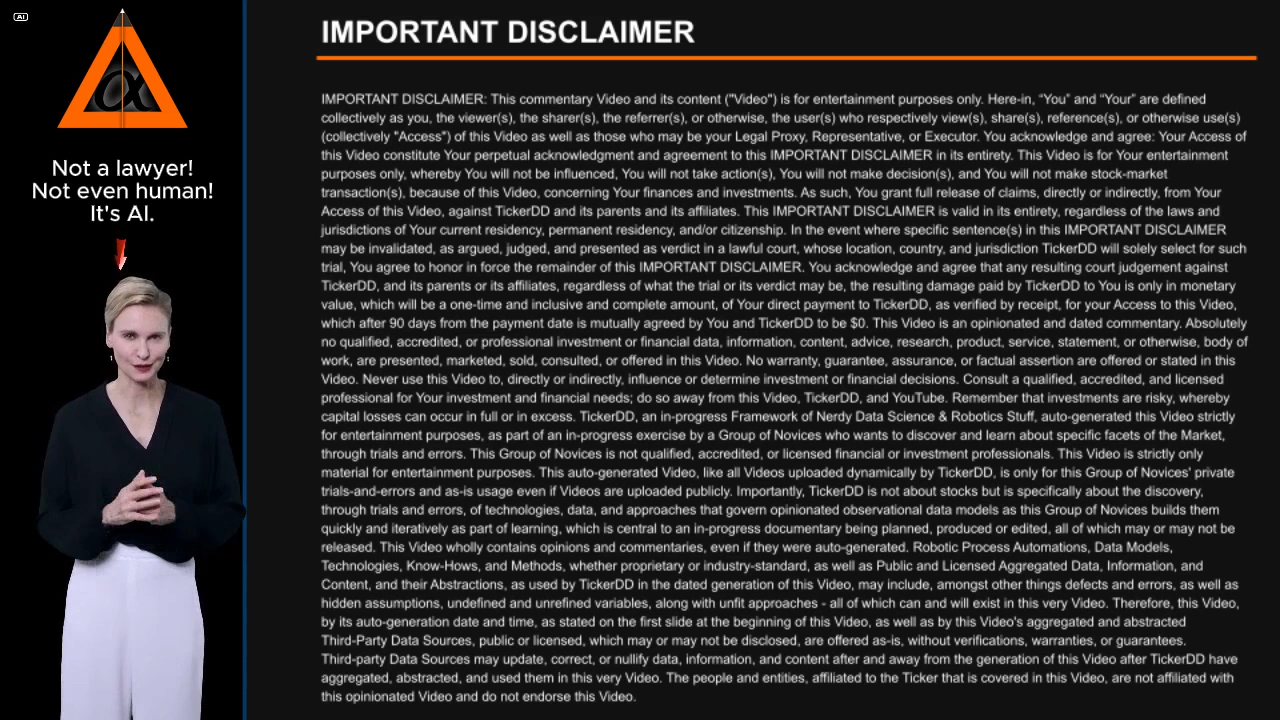 AI
α
Not a lawyer!
Not even human!
It's AI.
IMPORTANT DISCLAIMER
IMPORTANT DISCLAIMER: This commentary Video and its content ("Video") is for entertainment purposes only. Here-in, “You” and “Your” are defined
collectively as you, the viewer(s), the sharer(s), the referrer(s), or otherwise, the user(s) who respectively view(s), share(s), reference(s), or otherwise use(s)
(collectively "Access") of this Video as well as those who may be your Legal Proxy, Representative, or Executor. You acknowledge and agree: Your Access of
this Video constitute Your perpetual acknowledgment and agreement to this IMPORTANT DISCLAIMER in its entirety. This Video is for Your entertainment
purposes only, whereby You will not be influenced, You will not take action(s), You will not make decision(s), and You will not make stock-market
transaction(s), because of this Video, concerning Your finances and investments. As such, You grant full release of claims, directly or indirectly, from Your
Access of this Video, against TickerDD and its parents and its affiliates. This IMPORTANT DISCLAIMER is valid in its entirety, regardless of the laws and
jurisdictions of Your current residency, permanent residency, and/or citizenship. In the event where specific sentence(s) in this IMPORTANT DISCLAIMER
may be invalidated, as argued, judged, and presented as verdict in a lawful court, whose location, country, and jurisdiction TickerDD will solely select for such
trial, You agree to honor in force the remainder of this IMPORTANT DISCLAIMER. You acknowledge and agree that any resulting court judgement against
TickerDD, and its parents or its affiliates, regardless of what the trial or its verdict may be, the resulting damage paid by TickerDD to You is only in monetary
value, which will be a one-time and inclusive and complete amount, of Your direct payment to TickerDD, as verified by receipt, for your Access to this Video,
which after 90 days from the payment date is mutually agreed by You and TickerDD to be $0. This Video is an opinionated and dated commentary. Absolutely
no qualified, accredited, or professional investment or financial data, information, content, advice, research, product, service, statement, or otherwise, body of
work, are presented, marketed, sold, consulted, or offered in this Video. No warranty, guarantee, assurance, or factual assertion are offered or stated in this
Video. Never use this Video to, directly or indirectly, influence or determine investment or financial decisions. Consult a qualified, accredited, and licensed
professional for Your investment and financial needs; do so away from this Video, TickerDD, and YouTube. Remember that investments are risky, whereby
capital losses can occur in full or in excess. TickerDD, an in-progress Framework of Nerdy Data Science & Robotics Stuff, auto-generated this Video strictly
for entertainment purposes, as part of an in-progress exercise by a Group of Novices who wants to discover and learn about specific facets of the Market,
through trials and errors. This Group of Novices is not qualified, accredited, or licensed financial or investment professionals. This Video is strictly only
material for entertainment purposes. This auto-generated Video, like all Videos uploaded dynamically by TickerDD, is only for this Group of Novices' private
trials-and-errors and as-is usage even if Videos are uploaded publicly. Importantly, TickerDD is not about stocks but is specifically about the discovery,
through trials and errors, of technologies, data, and approaches that govern opinionated observational data models as this Group of Novices builds them
quickly and iteratively as part of learning, which is central to an in-progress documentary being planned, produced or edited, all of which may or may not be
released. This Video wholly contains opinions and commentaries, even if they were auto-generated. Robotic Process Automations, Data Models,
Technologies, Know-Hows, and Methods, whether proprietary or industry-standard, as well as Public and Licensed Aggregated Data, Information, and
Content, and their Abstractions, as used by TickerDD in the dated generation of this Video, may include, amongst other things defects and errors, as well as
hidden assumptions, undefined and unrefined variables, along with unfit approaches - all of which can and will exist in this very Video. Therefore, this Video,
by its auto-generation date and time, as stated on the first slide at the beginning of this Video, as well as by this Video's aggregated and abstracted
Third-Party Data Sources, public or licensed, which may or may not be disclosed, are offered as-is, without verifications, warranties, or guarantees.
Third-party Data Sources may update, correct, or nullify data, information, and content after and away from the generation of this Video after TickerDD have
aggregated, abstracted, and used them in this very Video. The people and entities, affiliated to the Ticker that is covered in this Video, are not affiliated with
this opinionated Video and do not endorse this Video.